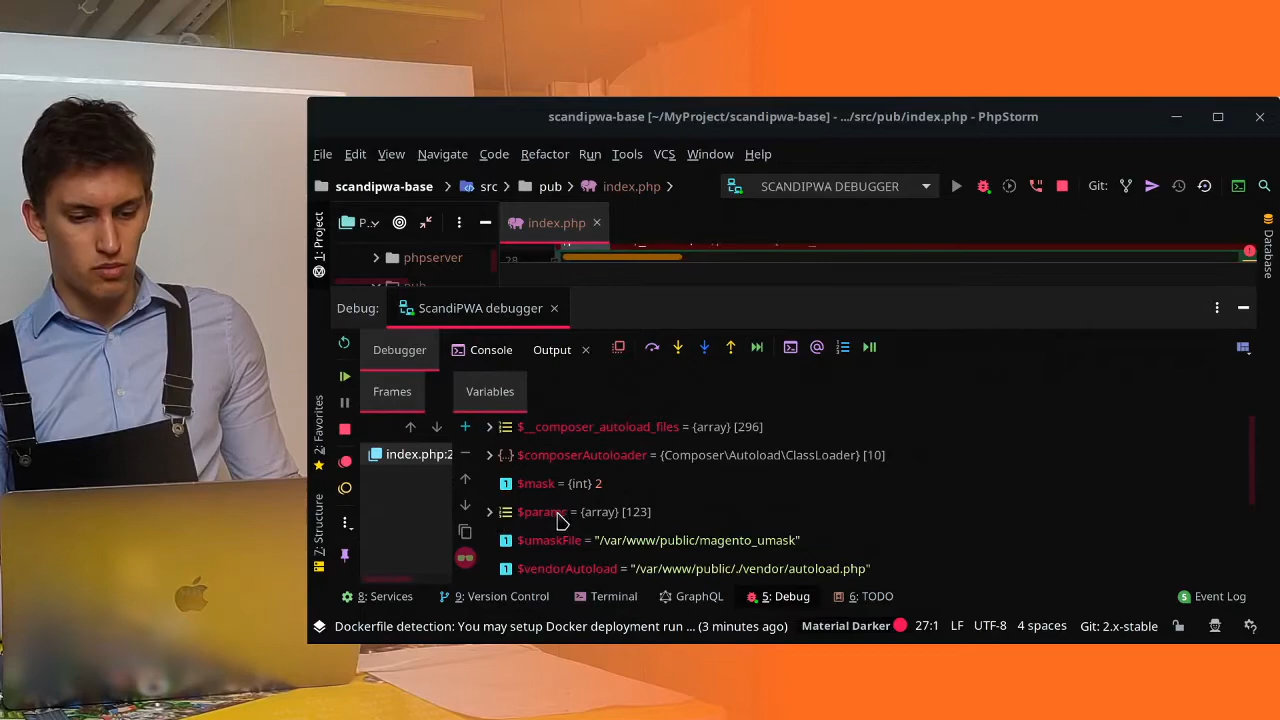 scandipwa-base [~/MyProject/scandipwa-base] - .../src/pub/index.php - PhpStorm
File Edit View Navigate Code Refactor Run Tools VCS Window Help
scandipwa-base src pub index.php SCANDIPWA DEBUGGER Git:
1: Project
P.. index.php
Database
phpserver
28
pub
Debug: ScandiPWA debugger
Debugger Console Output
Frames Variables
2: Favorites
$__composer_autoload_files = {array} [296]
index.php:2
$composerAutoloader = {Composer\Autoload\ClassLoader} [10]
$mask = {int} 2
$params = {array} [123]
7: Structure
$umaskFile = "/var/www/public/magento_umask"
$vendorAutoload = "/var/www/public/./vendor/autoload.php"
8: Services 9: Version Control Terminal GraphQL 5: Debug 6: TODO Event Log
Dockerfile detection: You may setup Docker deployment run ... (3 minutes ago) Material Darker 27:1 LF UTF-8 4 spaces Git: 2.x-stable